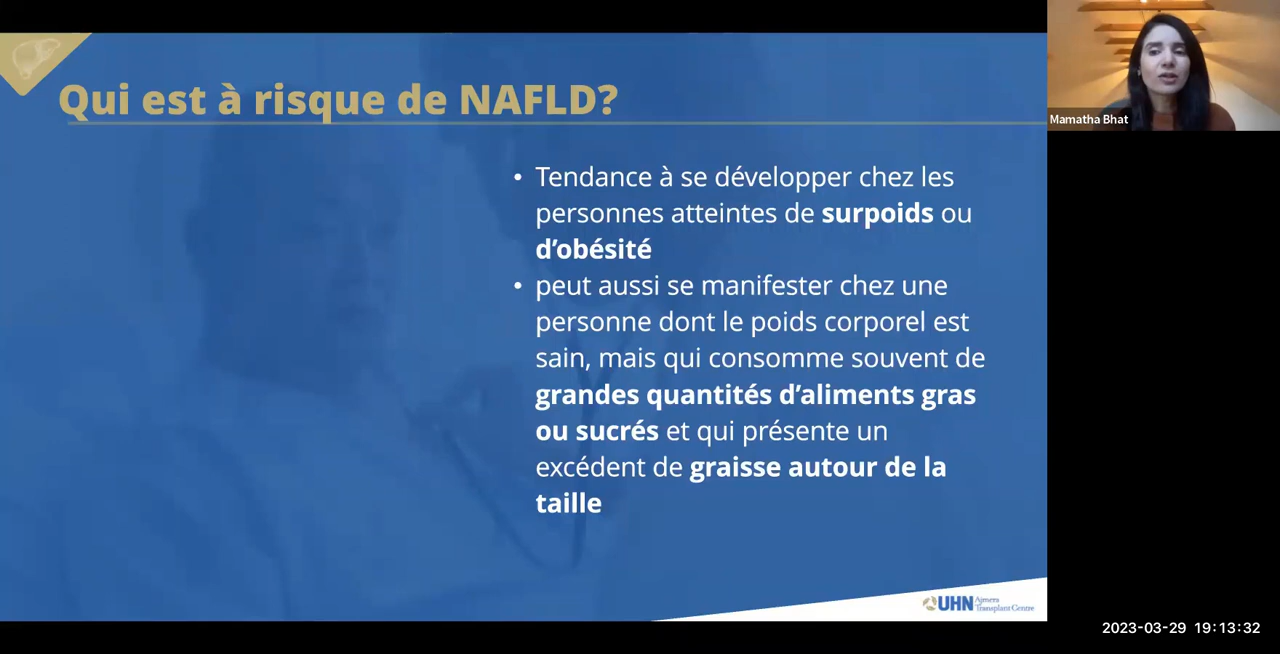 Qui est à risque de NAFLD?
• Tendance à se développer chez les
personnes atteintes de surpoids ou
d’obésité
• peut aussi se manifester chez une
personne dont le poids corporel est
sain, mais qui consomme souvent de
grandes quantités d’aliments gras
ou sucrés et qui présente un
excédent de graisse autour de la
taille
UHN Ajmera
Transplant Centre
Mamatha Bhat
2023-03-29 19:13:32